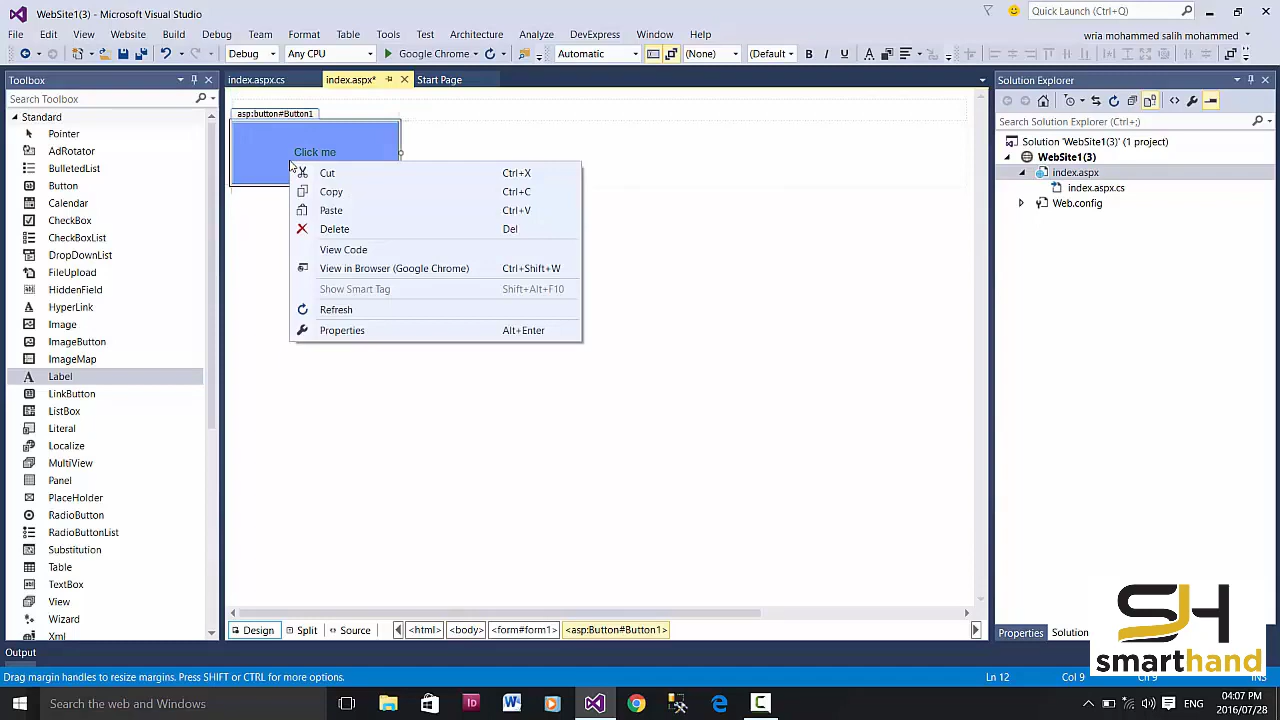 WebSite1(3) - Microsoft Visual Studio
Quick Launch (Ctrl+Q)
File Edit View Website Build Debug Team Format Table Tools Test Architecture Analyze DevExpress Window Help
wria mohammed salih mohammed
Debug Any CPU Google Chrome Automatic (None) (Default B I U
Toolbox
index.aspx.cs index.aspx* Start Page
Solution Explorer
Search Toolbox
Standard
Pointer
AdRotator
BulletedList
Button
Calendar
CheckBox
CheckBoxList
DropDownList
FileUpload
HiddenField
HyperLink
Image
ImageButton
ImageMap
Label
LinkButton
ListBox
Literal
Localize
MultiView
Panel
PlaceHolder
RadioButton
RadioButtonList
Substitution
Table
TextBox
View
Wizard
Xml
asp:button#Button1
Click me
Cut Ctrl+X
Copy Ctrl+C
Paste Ctrl+V
Delete Del
View Code
View in Browser (Google Chrome) Ctrl+Shift+W
Show Smart Tag Shift+Alt+F10
Refresh
Properties Alt+Enter
Search Solution Explorer (Ctrl+;)
Solution 'WebSite1(3)' (1 project)
WebSite1(3)
index.aspx
index.aspx.cs
Web.config
Design Split Source <html> <body> <form#form1> <asp:Button#Button1>
Properties Solution
SH
smarthand
Output
Drag margin handles to resize margins. Press SHIFT or CTRL for more options.
Ln 12 Col 9 Ch 9 INS
Search the web and Windows
ENG
04:07 PM
2016/07/28